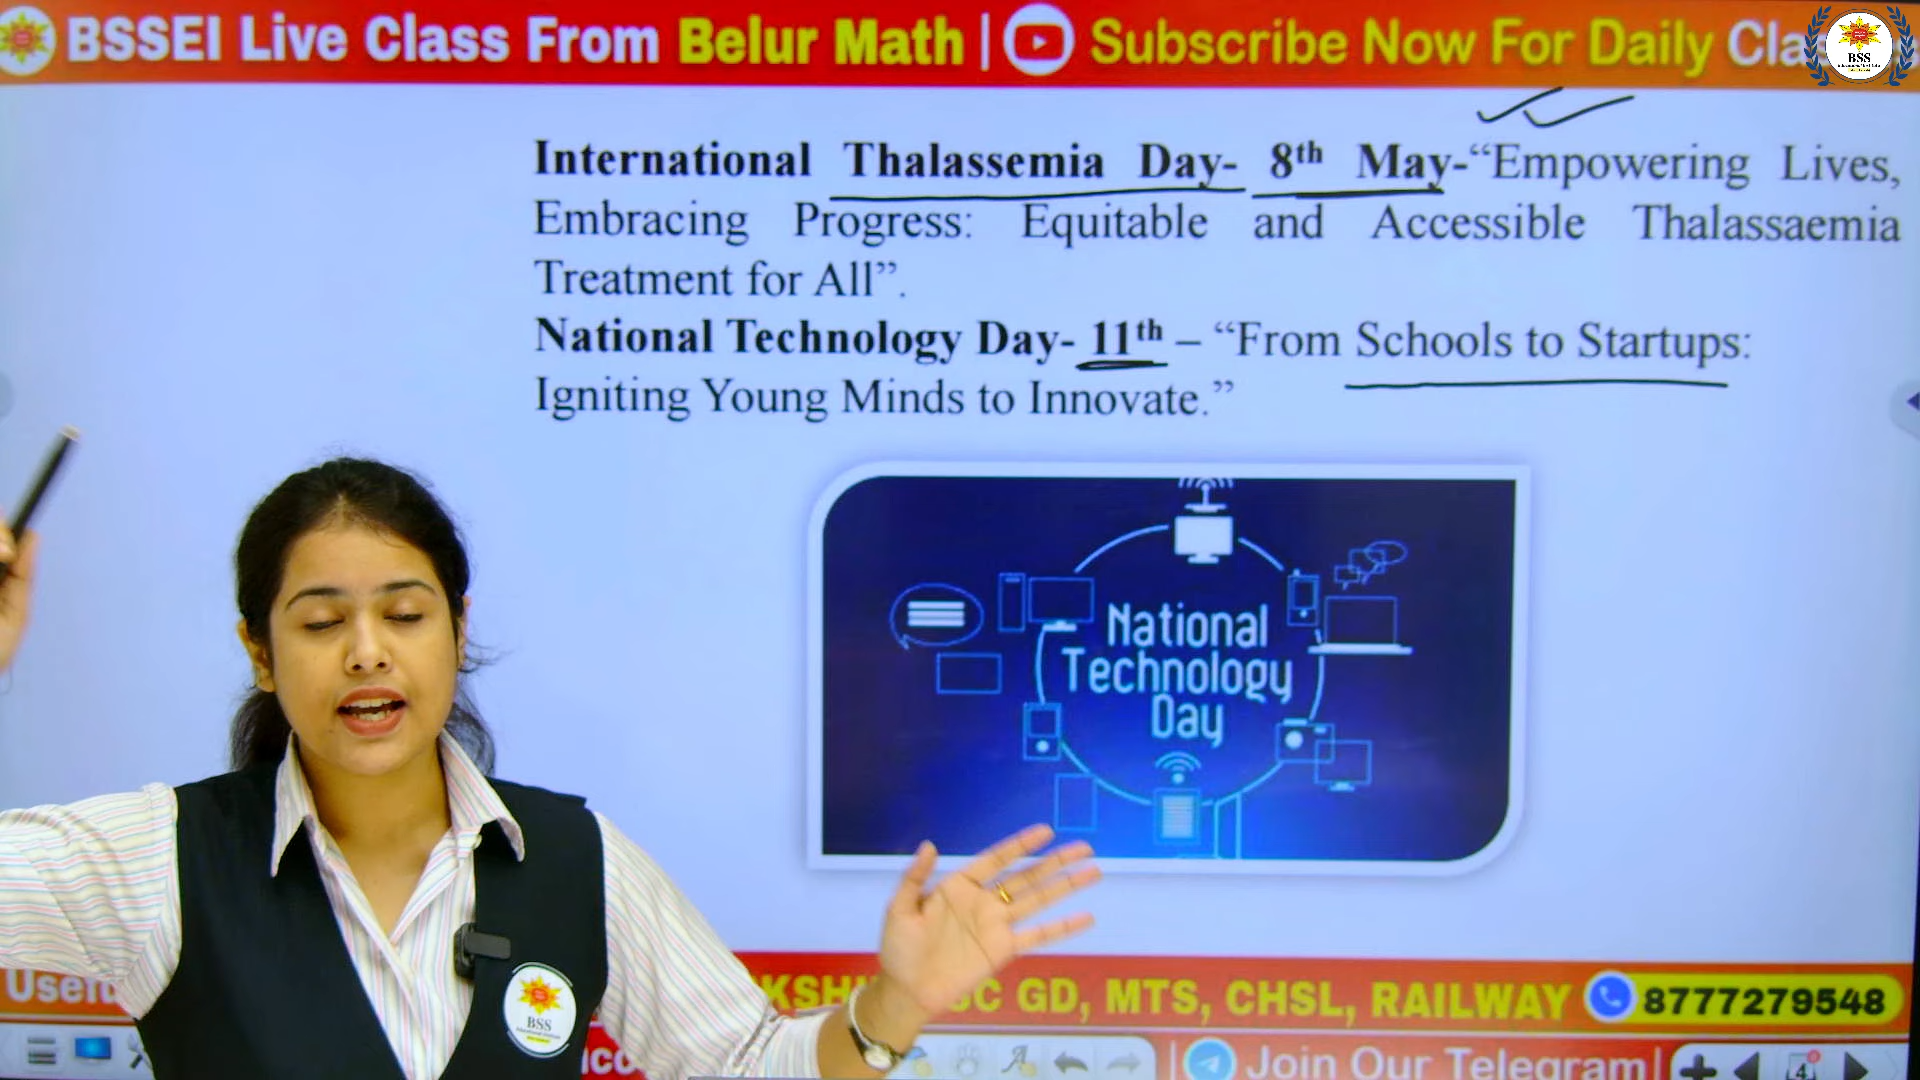 BSSEI Live Class From Belur Math | Subscribe Now For Daily Cla
BSS
International Thalassemia Day- 8th May-“Empowering Lives,
Embracing Progress: Equitable and Accessible Thalassaemia
Treatment for All”.
National Technology Day- 11th – “From Schools to Startups:
Igniting Young Minds to Innovate.”
National
Technology
Day
BSS
GD, MTS, CHSL, RAILWAY 8777279548
Join Our Telegram
4